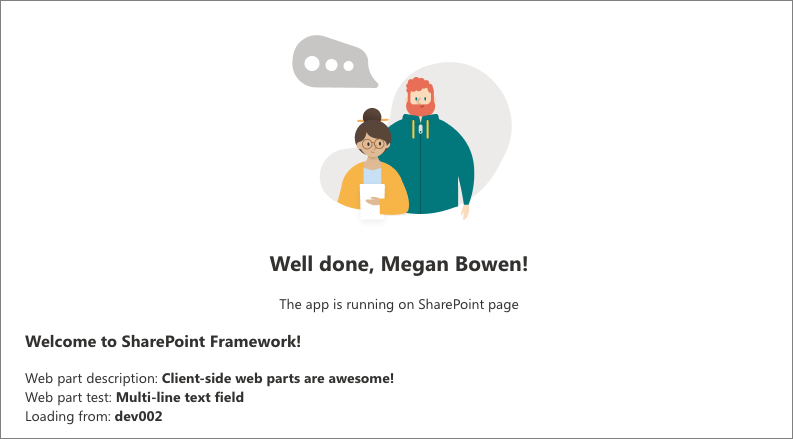 Well done, Megan Bowen!
The app is running on SharePoint page
Welcome to SharePoint Framework!
Web part description: Client-side web parts are awesome!
Web part test: Multi-line text field
Loading from: dev002